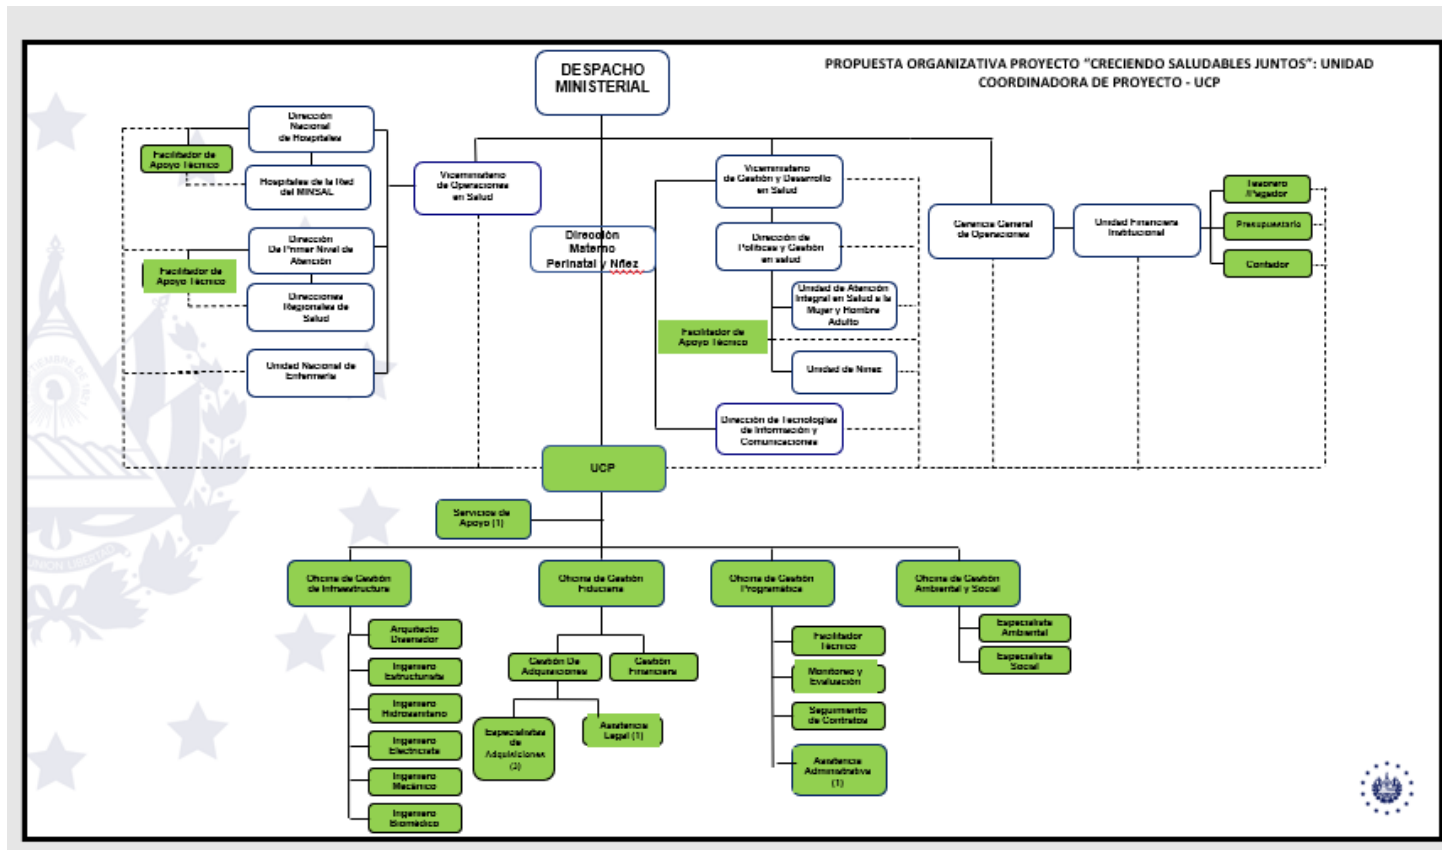 PROPUESTA ORGANIZATIVA PROYECTO “CRECIENDO SALUDABLES JUNTOS”: UNIDAD
COORDINADORA DE PROYECTO - UCP
DESPACHO
MINISTERIAL
Dirección
Nacional
de Hospitales
Facilitador de
Apoyo Técnico
Hospitales de la Red
del MINSAL
Viceministerio
de Operaciones
en Salud
Dirección
De Primer Nivel de
Atención
Facilitador de
Apoyo Técnico
Direcciones
Regionales de
Salud
Unidad Nacional de
Enfermería
Dirección
Materno
Perinatal y Niñez
Viceministerio
de Gestión y Desarrollo
en Salud
Dirección de
Políticas y Gestión
en salud
Unidad de Atención
Integral en Salud a la
Mujer y Hombre
Adulto
Facilitador de
Apoyo Técnico
Unidad de Niñez
Dirección de Tecnologías
de Información y
Comunicaciones
Gerencia General
de Operaciones
Unidad Financiera
Institucional
Tesorero
/Pagador
Presupuestario
Contador
UCP
Servicios de
Apoyo (1)
Oficina de Gestión
de Infraestructura
Arquitecto
Disenador
Ingeniero
Estructurista
Ingeniero
Hidrosanitario
Ingeniero
Electricista
Ingeniero
Mecánico
Ingeniero
Biomédico
Oficina de Gestión
Fiduciaria
Gestión De
Adquisiciones
Gestión
Financiera
Especialistas
de
Adquisiciones
(3)
Asistencia
Legal (1)
Oficina de Gestión
Programática
Facilitador
Técnico
Monitoreo y
Evaluación
Seguimiento
de Contratos
Asistencia
Administrativa
(1)
Oficina de Gestión
Ambiental y Social
Especialista
Ambiental
Especialista
Social
UNION LIBERTAD